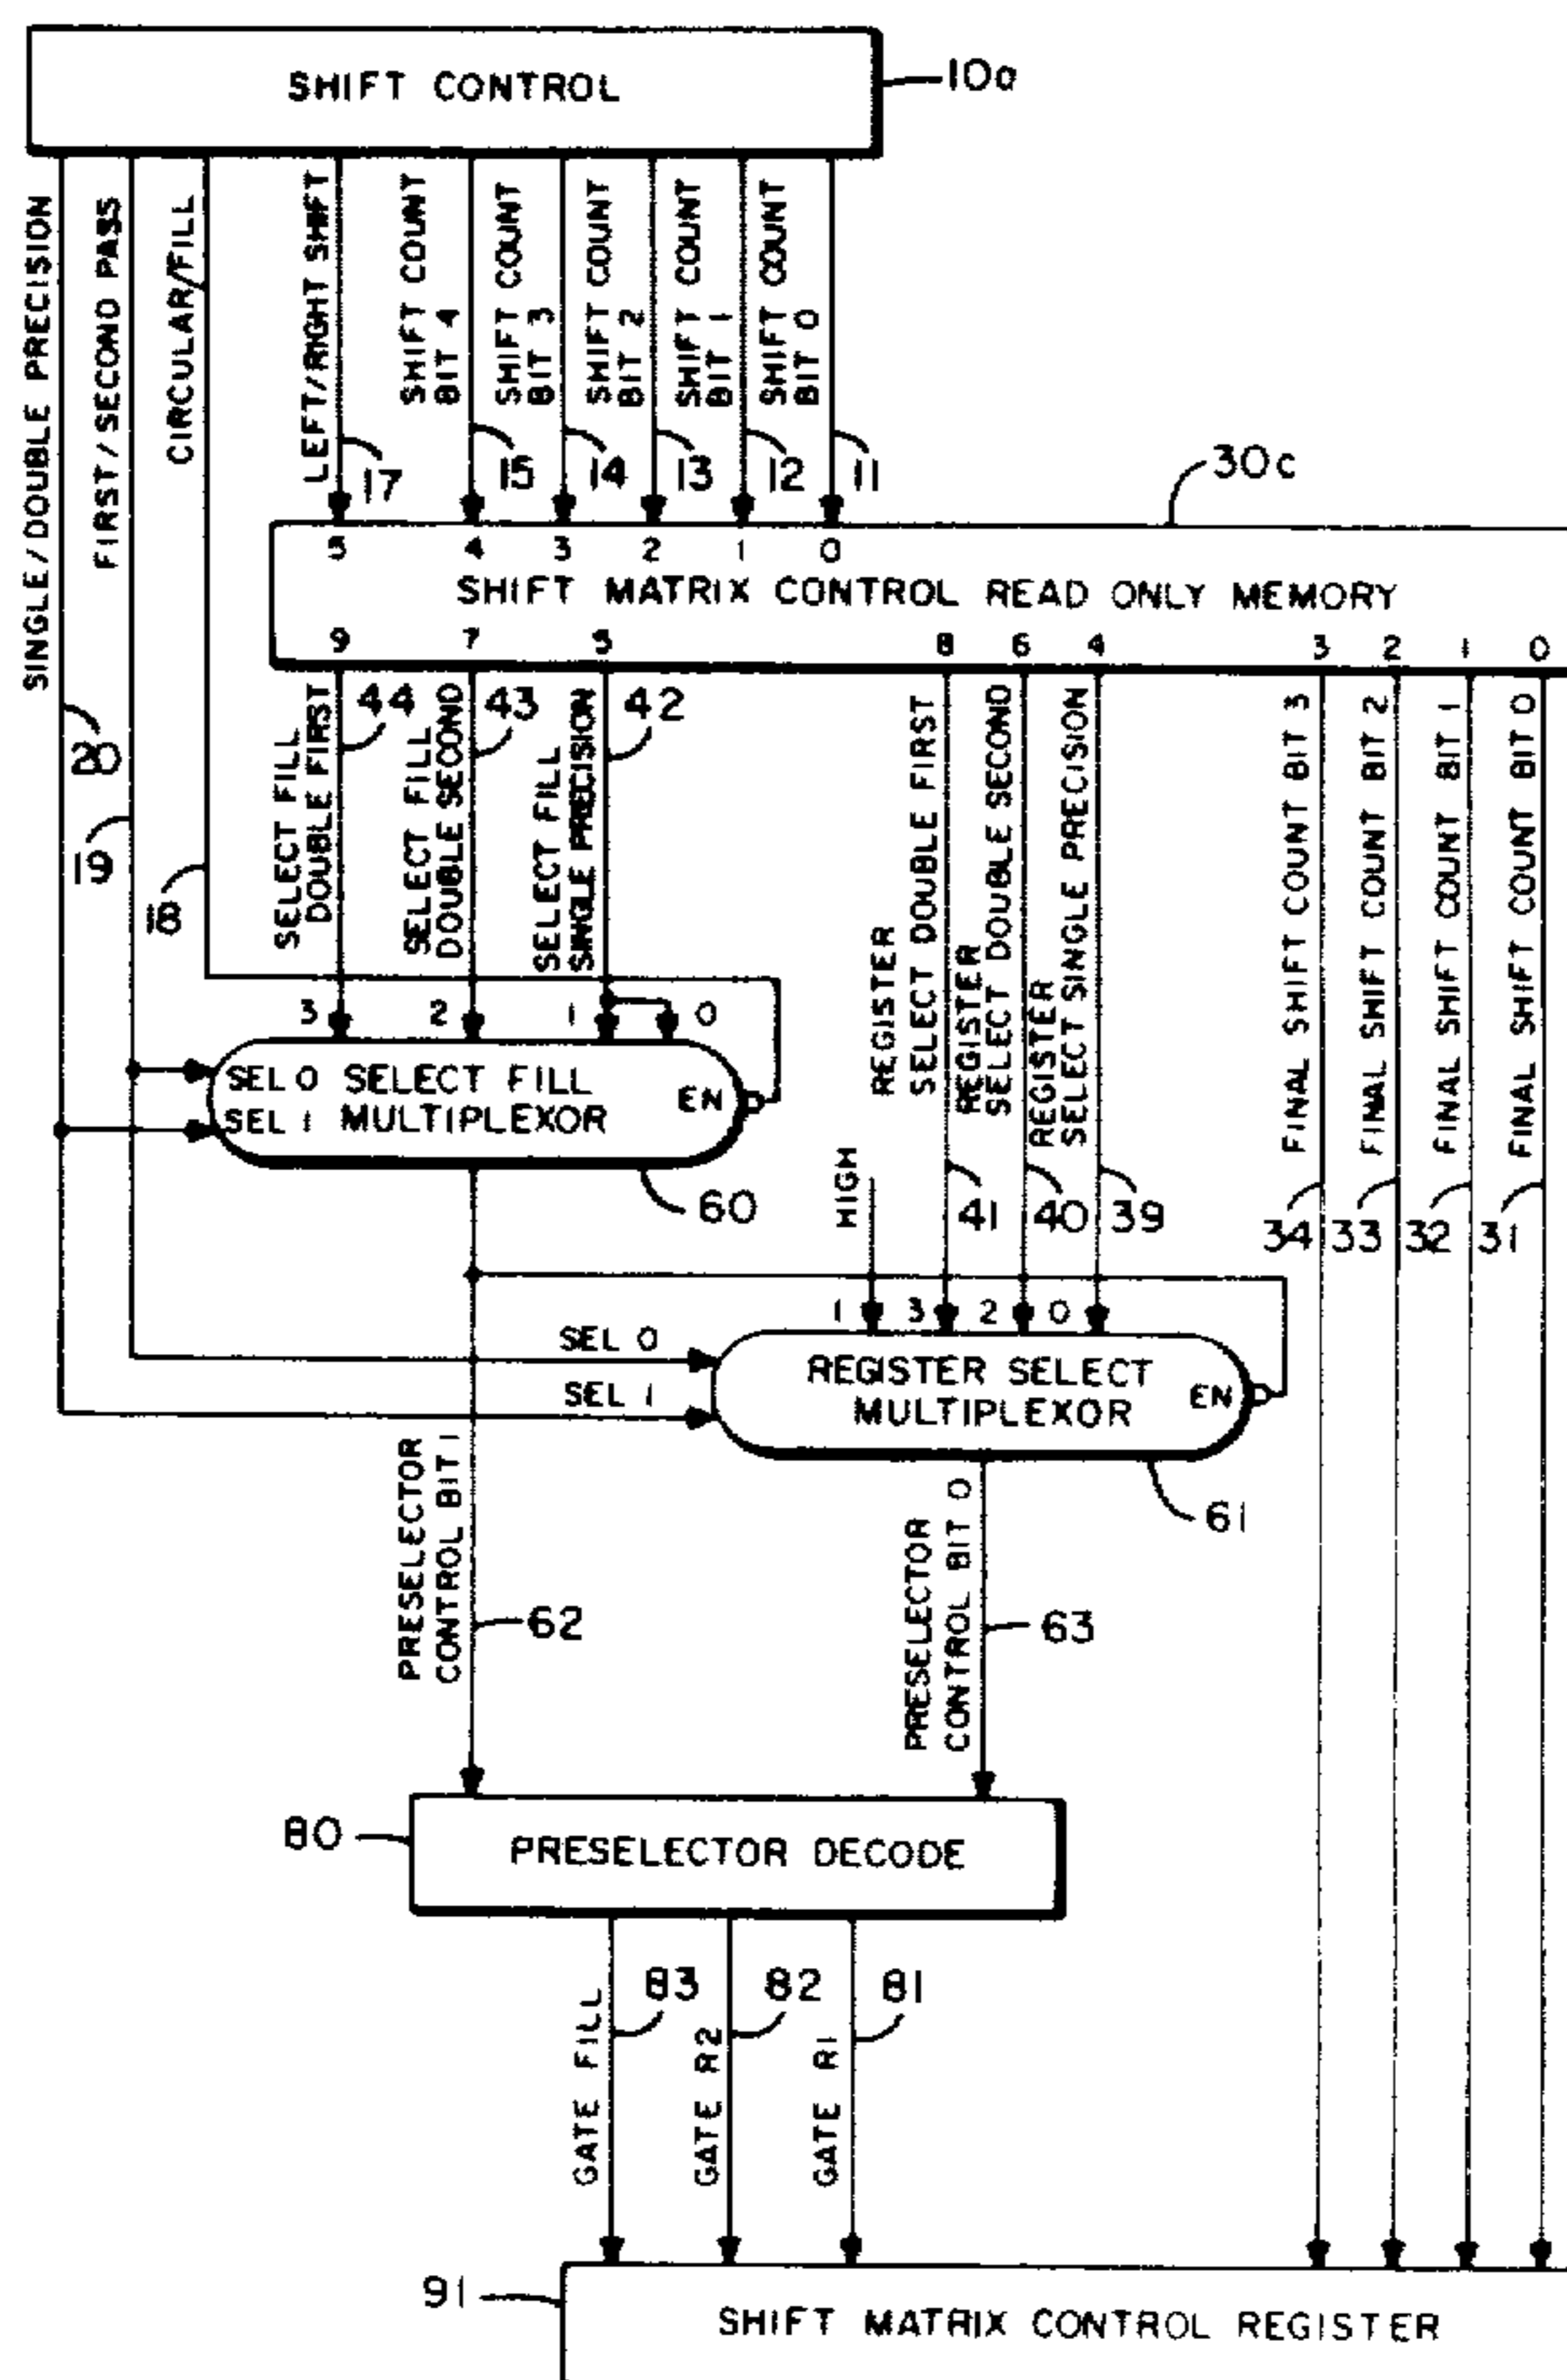 SHIFT CONTROL
10a
SINGLE/DOUBLE PRECISION
FIRST/SECOND PASS
CIRCULAR/FILL
LEFT/RIGHT SHIFT
SHIFT COUNT
BIT 4
SHIFT COUNT
BIT 3
SHIFT COUNT
BIT 2
SHIFT COUNT
BIT 1
SHIFT COUNT
BIT 0
17
15
14
13
12
11
30c
5 4 3 2 1 0
SHIFT MATRIX CONTROL READ ONLY MEMORY
9 7 5 8 6 4 3 2 1 0
20
19
18
44
43
42
SELECT FILL
DOUBLE FIRST
SELECT FILL
DOUBLE SECOND
SELECT FILL
SINGLE PRECISION
REGISTER
SELECT DOUBLE FIRST
REGISTER
SELECT DOUBLE SECOND
REGISTER
SELECT SINGLE PRECISION
FINAL SHIFT COUNT BIT 3
FINAL SHIFT COUNT BIT 2
FINAL SHIFT COUNT BIT 1
FINAL SHIFT COUNT BIT 0
3 2 1 0
SEL 0 SELECT FILL
SEL 1 MULTIPLEXOR
EN
60
HIGH
41
40
39
34
33
32
31
1 3 2 0
SEL 0
SEL 1
REGISTER SELECT
MULTIPLEXOR
EN
61
PRESELECTOR
CONTROL BIT 1
62
PRESELECTOR
CONTROL BIT 0
63
80
PRESELECTOR DECODE
83
82
81
GATE FILL
GATE R2
GATE R1
91
SHIFT MATRIX CONTROL REGISTER